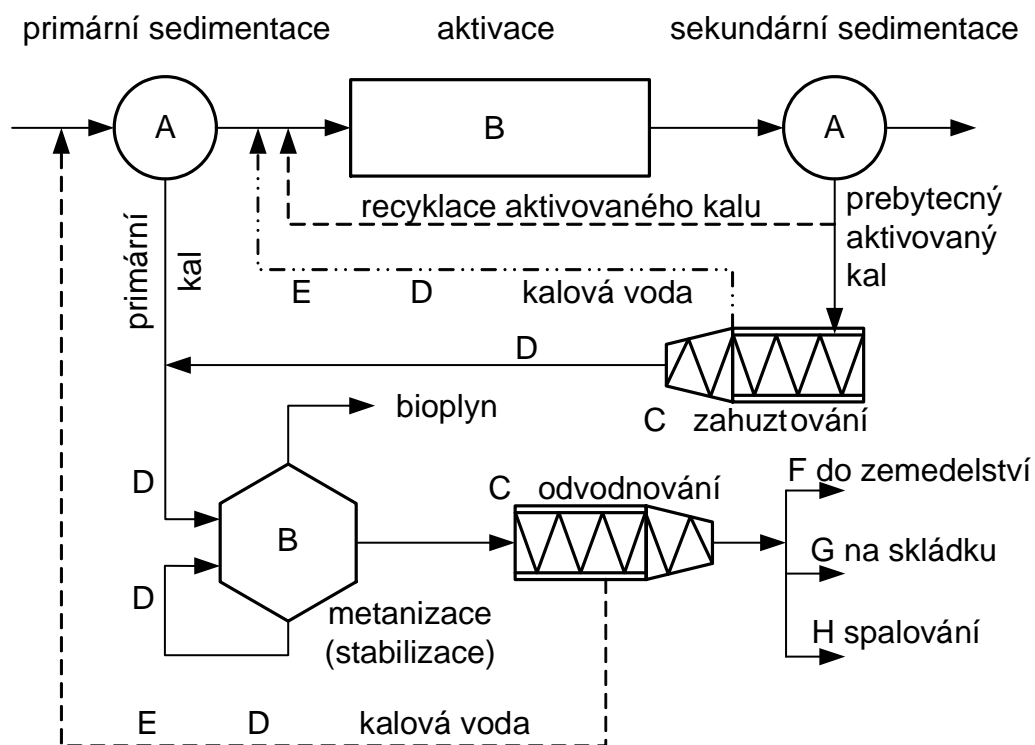 primární sedimentace
aktivace
sekundární sedimentace
A
B
A
recyklace aktivovaného kalu
prebytecný
aktivovaný
kal
primární
kal
E D kalová voda
D
C zahuztování
bioplyn
D
C odvodnování
F do zemedelství
B
G na skládku
D
metanizace
(stabilizace)
H spalování
E D kalová voda